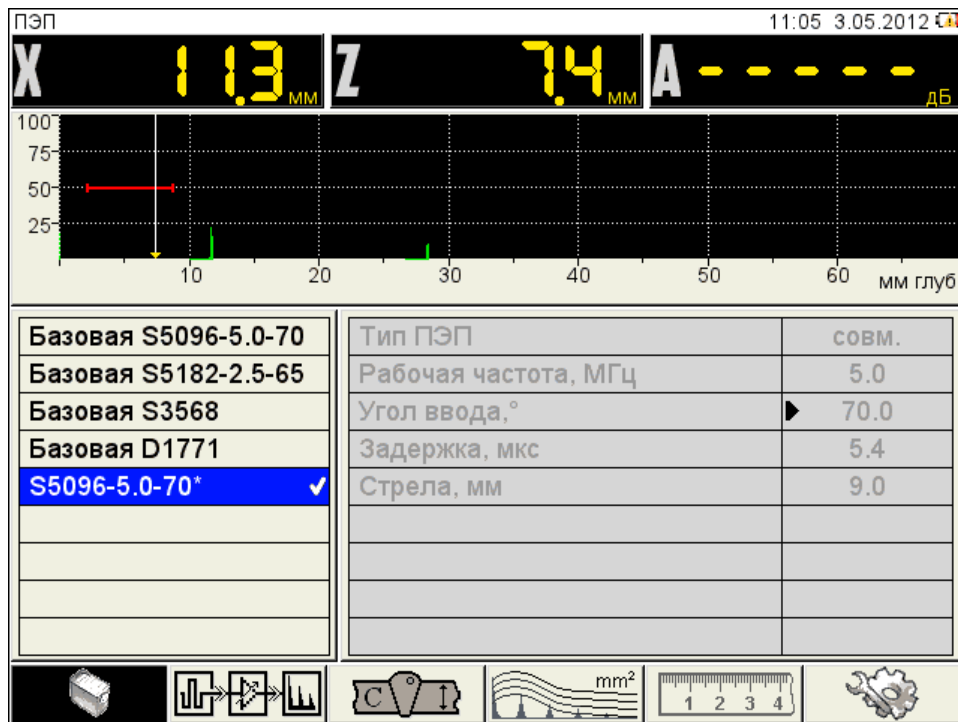 ПЭП 11:05 3.05.2012
X 11.3 мм Z 7.4 мм A - - - - - дБ
100
75
50
25
10 20 30 40 50 60 мм глуб
Базовая S5096-5.0-70
Базовая S5182-2.5-65
Базовая S3568
Базовая D1771
S5096-5.0-70*
Тип ПЭП совм.
Рабочая частота, МГц 5.0
Угол ввода,° 70.0
Задержка, мкс 5.4
Стрела, мм 9.0
C mm² 1 2 3 4